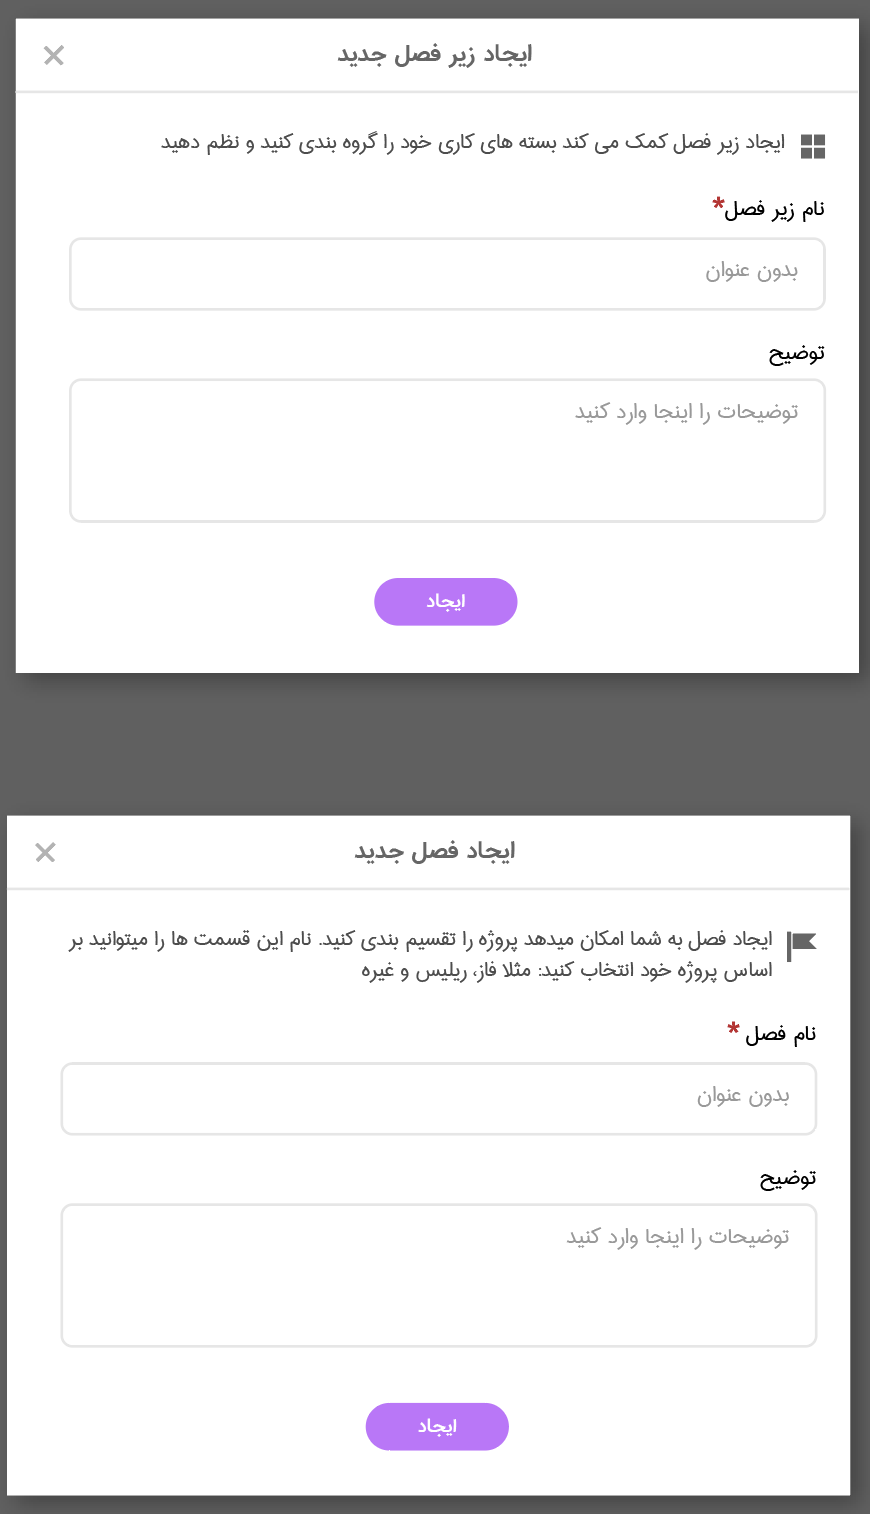 ایجاد زیر فصل جدید
ایجاد زیر فصل کمک می کند بسته های کاری خود را گروه بندی کنید و نظم دهید
نام زیر فصل*
بدون عنوان
توضیح
توضیحات را اینجا وارد کنید
ایجاد
ایجاد فصل جدید
ایجاد فصل به شما امکان میدهد پروژه را تقسیم بندی کنید. نام این قسمت ها را میتوانید بر
اساس پروژه خود انتخاب کنید: مثلا فاز، ریلیس و غیره
نام فصل *
بدون عنوان
توضیح
توضیحات را اینجا وارد کنید
ایجاد